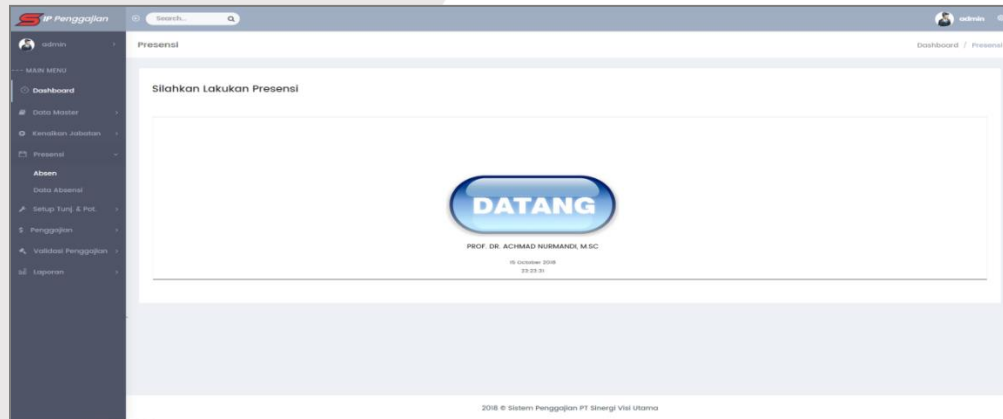 SiP Penggajian
Search...
admin
admin
Presensi
Dashboard / Presensi
--- MAIN MENU
Dashboard
Data Master
Kenaikan Jabatan
Presensi
Absen
Data Absensi
Setup Tunj. & Pot.
Penggajian
Validasi Penggajian
Laporan
Silahkan Lakukan Presensi
DATANG
PROF. DR. ACHMAD NURMANDI, M.SC
15 October 2018
23:23:31
2018 © Sistem Penggajian PT Sinergi Visi Utama